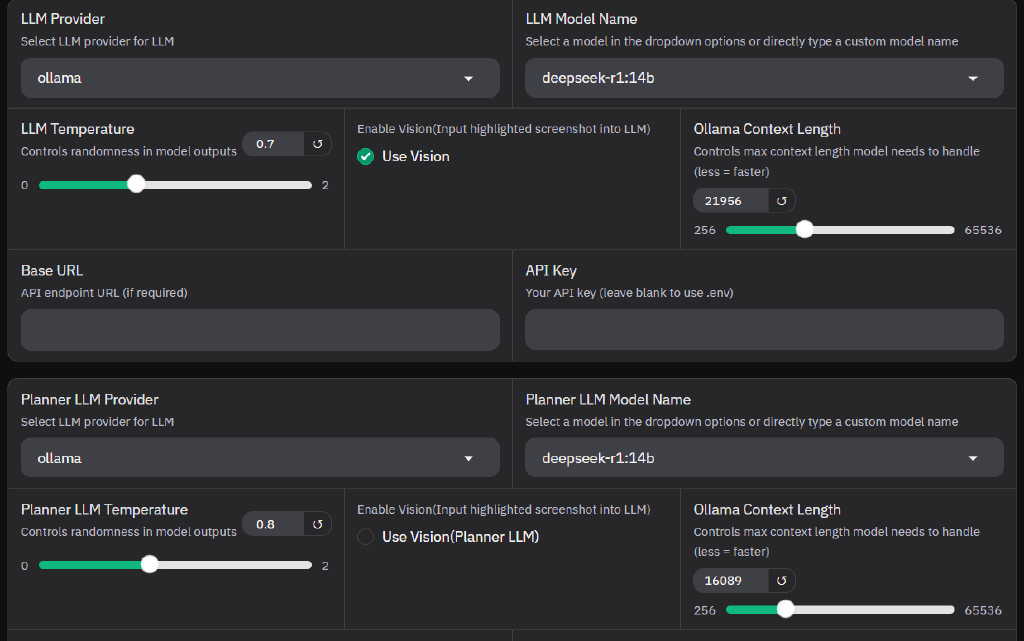 LLM Provider
Select LLM provider for LLM
ollama
LLM Model Name
Select a model in the dropdown options or directly type a custom model name
deepseek-r1:14b
LLM Temperature
Controls randomness in model outputs
0.7
↺
0
2
Enable Vision(Input highlighted screenshot into LLM)
Use Vision
Ollama Context Length
Controls max context length model needs to handle
(less = faster)
21956
↺
256
65536
Base URL
API endpoint URL (if required)
API Key
Your API key (leave blank to use .env)
Planner LLM Provider
Select LLM provider for LLM
ollama
Planner LLM Model Name
Select a model in the dropdown options or directly type a custom model name
deepseek-r1:14b
Planner LLM Temperature
Controls randomness in model outputs
0.8
↺
0
2
Enable Vision(Input highlighted screenshot into LLM)
Use Vision(Planner LLM)
Ollama Context Length
Controls max context length model needs to handle
(less = faster)
16089
↺
256
65536